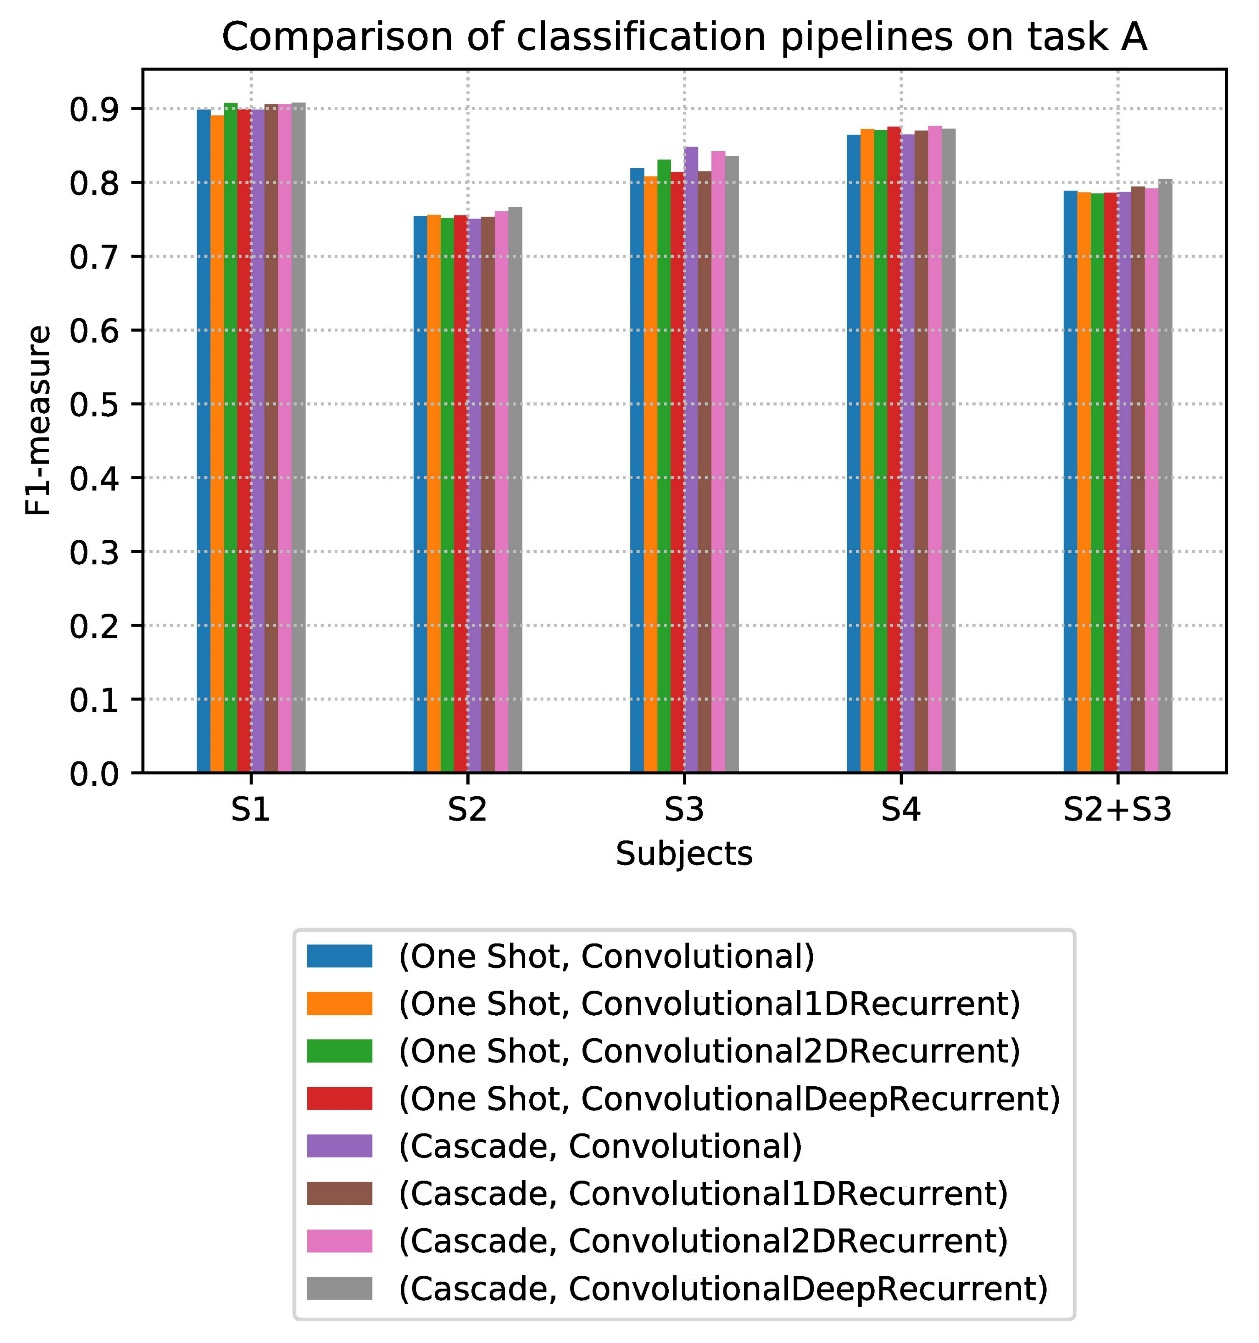 Comparison of classification pipelines on task A
0.9
0.8
0.7
0.6
0.5
0.4
0.3
0.2
0.1
0.0
F1-measure
S1 S2 S3 S4 S2+S3
Subjects
(One Shot, Convolutional)
(One Shot, Convolutional1DRecurrent)
(One Shot, Convolutional2DRecurrent)
(One Shot, ConvolutionalDeepRecurrent)
(Cascade, Convolutional)
(Cascade, Convolutional1DRecurrent)
(Cascade, Convolutional2DRecurrent)
(Cascade, ConvolutionalDeepRecurrent)